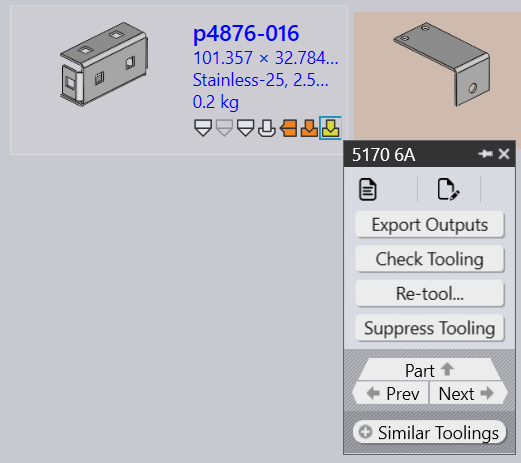 p4876-016
101.357 × 32.784...
Stainless-25, 2.5...
0.2 kg
5170 6A
Export Outputs
Check Tooling
Re-tool...
Suppress Tooling
Part
Prev Next
Similar Toolings